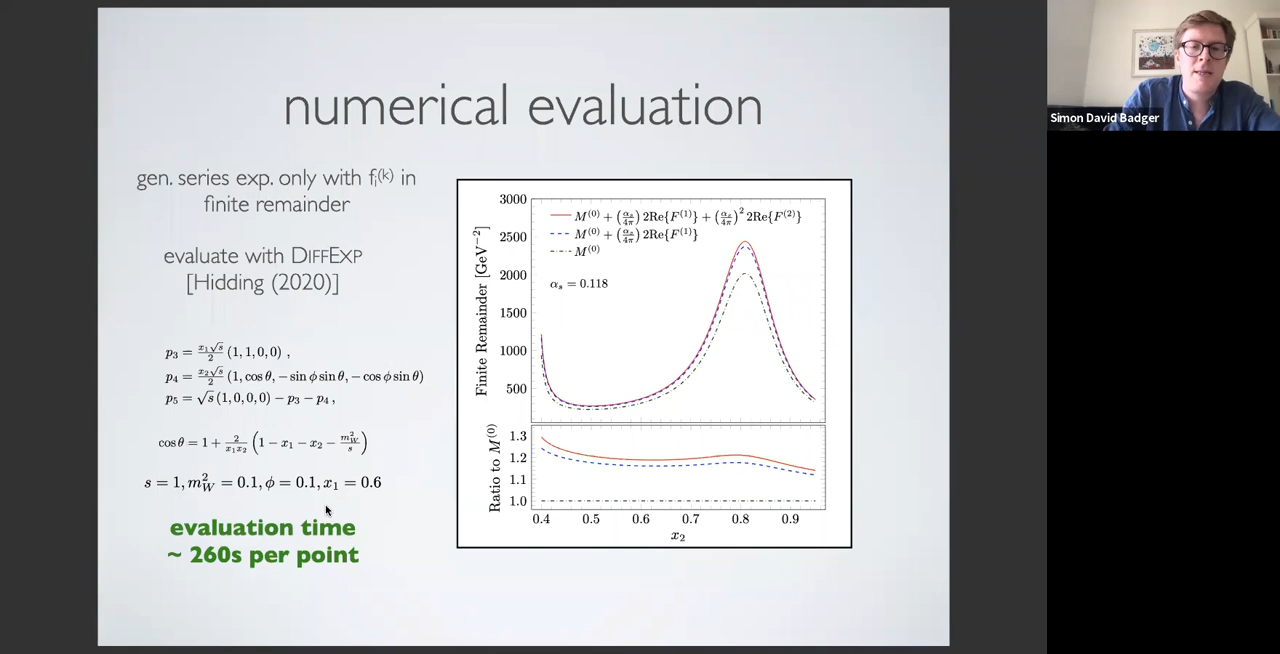 numerical evaluation
gen. series exp. only with fᵢ⁽ᵏ⁾ in
finite remainder
evaluate with DIFFEXP
[Hidding (2020)]
p₃ = x₁√s/2 (1, 1, 0, 0) ,
p₄ = x₂√s/2 (1, cos θ, − sin ϕ sin θ, − cos ϕ sin θ)
p₅ = √s (1, 0, 0, 0) − p₃ − p₄ ,
cos θ = 1 + 2/(x₁x₂) (1 − x₁ − x₂ − m_W²/s)
s = 1, m_W² = 0.1, ϕ = 0.1, x₁ = 0.6
evaluation time
~ 260s per point
Finite Remainder [GeV⁻²]
3000
2500
2000
1500
1000
500
M⁽⁰⁾ + (αₛ/4π) 2Re{F⁽¹⁾} + (αₛ/4π)² 2Re{F⁽²⁾}
M⁽⁰⁾ + (αₛ/4π) 2Re{F⁽¹⁾}
M⁽⁰⁾
αₛ = 0.118
Ratio to M⁽⁰⁾
1.3
1.2
1.1
1.0
0.4 0.5 0.6 0.7 0.8 0.9
x₂
Simon David Badger